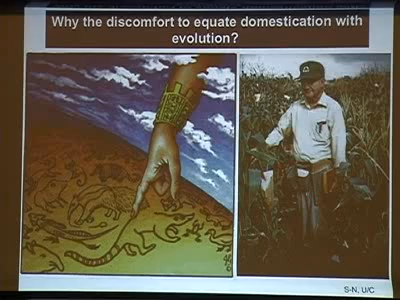 Why the discomfort to equate domestication with
evolution?
S-N, U/C